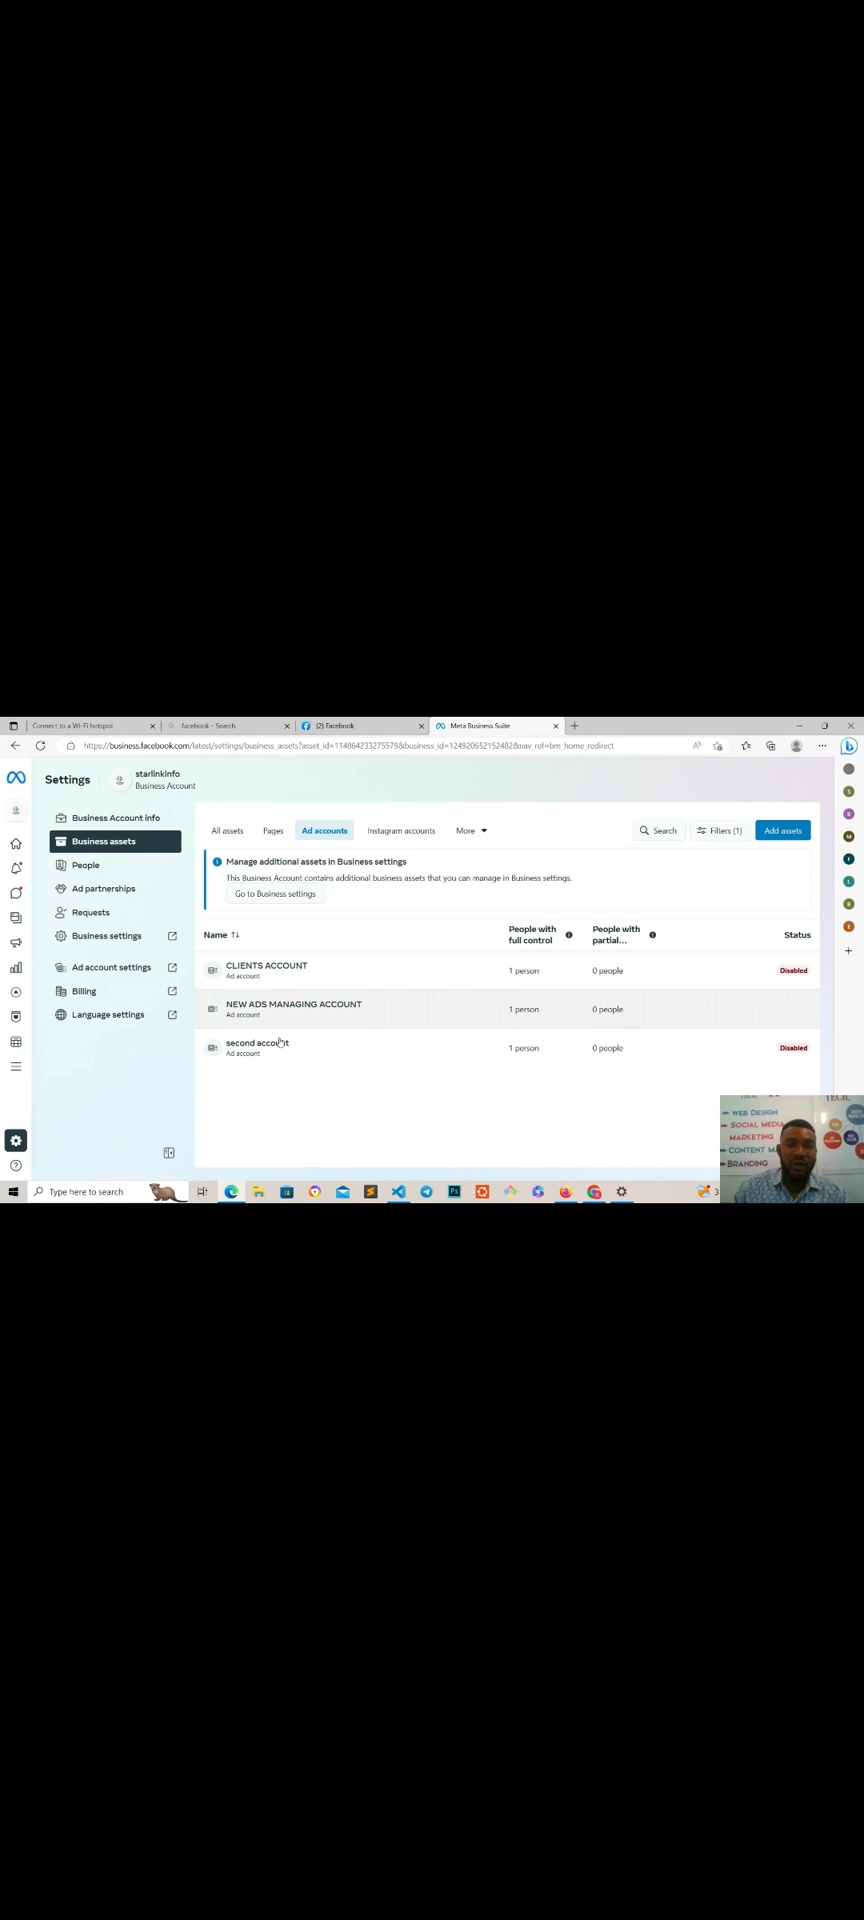 Connect to a Wi-Fi hotspot
facebook - Search
(2) Facebook
Meta Business Suite
https://business.facebook.com/latest/settings/business_assets?asset_id=114864233275579&business_id=1249206521524828&nav_ref=bm_home_redirect
Settings
starlinkinfo
Business Account
Business Account info
Business assets
People
Ad partnerships
Requests
Business settings
Ad account settings
Billing
Language settings
All assets
Pages
Ad accounts
Instagram accounts
More
Search
Filters (1)
Add assets
Manage additional assets in Business settings
This Business Account contains additional business assets that you can manage in Business settings.
Go to Business settings
Name
People with
full control
People with
partial...
Status
CLIENTS ACCOUNT
Ad account
1 person
0 people
Disabled
NEW ADS MANAGING ACCOUNT
Ad account
1 person
0 people
second account
Ad account
1 person
0 people
Disabled
TECH.
WEB DESIGN
SOCIAL MEDIA
MARKETING
CONTENT MA
BRANDING
Type here to search
3